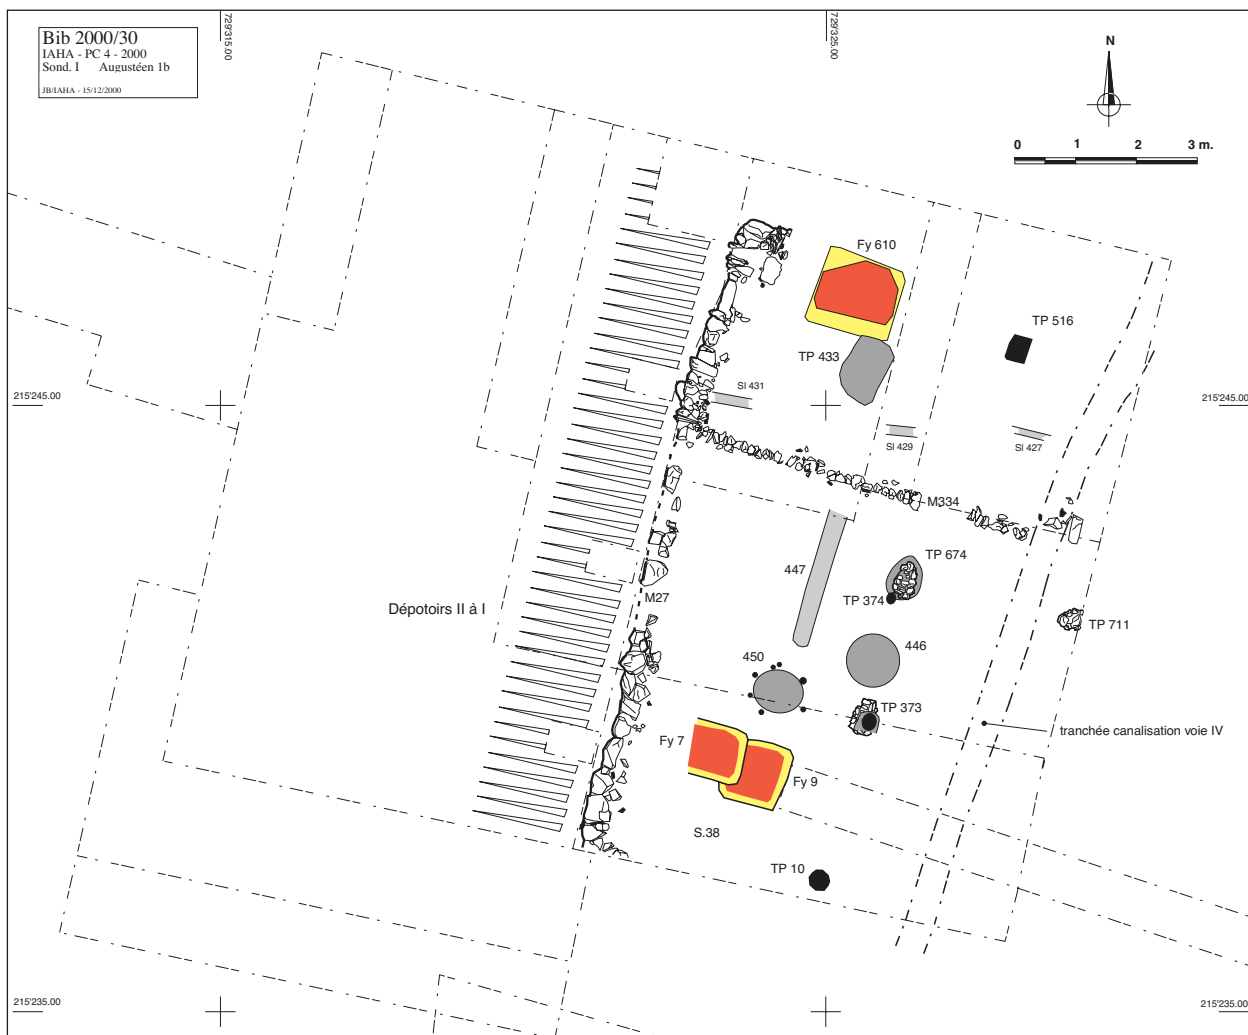 729'315.00
729'325.00
Bib 2000/30
IAHA - PC 4 - 2000
Sond. I Augustéen 1b
JB/IAHA - 15/12/2000
N
0 1 2 3 m.
Fy 610
TP 516
TP 433
Sl 431
215'245.00
215'245.00
Sl 429
Sl 427
M334
TP 674
447
TP 374
M27
Dépotoirs II à I
TP 711
446
450
TP 373
tranchée canalisation voie IV
Fy 7
Fy 9
S.38
TP 10
215'235.00
215'235.00